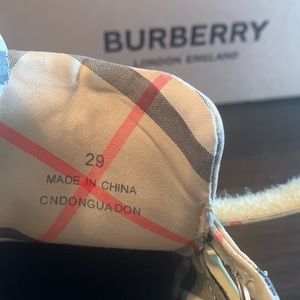 BURBERRY
LONDON ENGLAND
29
MADE IN CHINA
CNDONGUADON